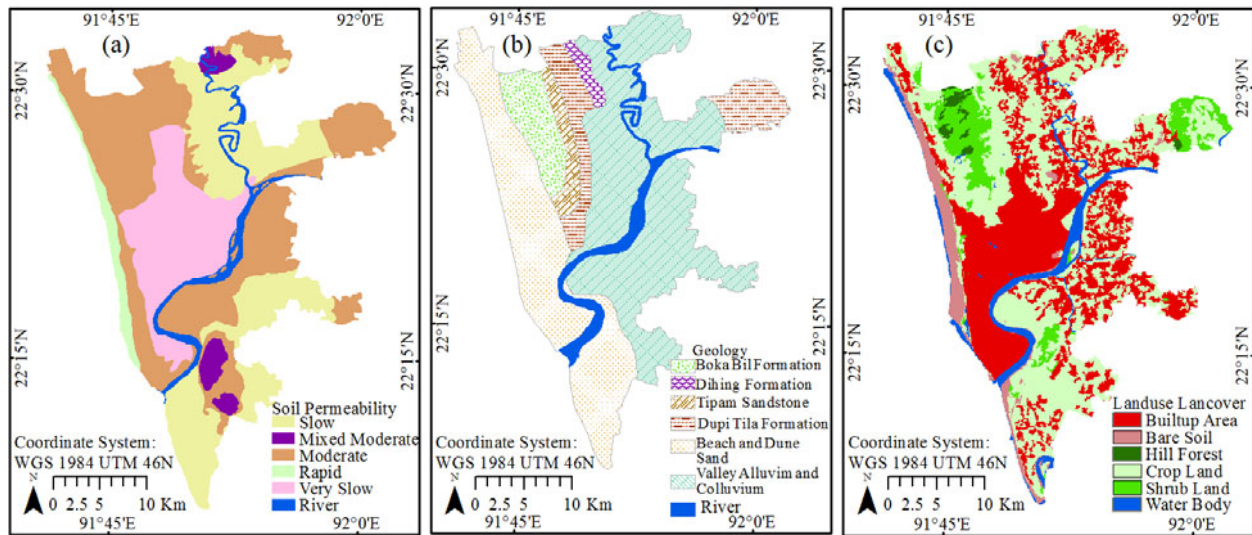 91°45'E
92°0'E
(a)
22°30'N
22°30'N
22°15'N
22°15'N
Soil Permeability
Slow
Mixed Moderate
Moderate
Rapid
Very Slow
River
Coordinate System:
WGS 1984 UTM 46N
N
0 2.5 5 10 Km
91°45'E
92°0'E
91°45'E
92°0'E
(b)
22°30'N
22°30'N
22°15'N
22°15'N
Geology
Boka Bil Formation
Dihing Formation
Tipam Sandstone
Dupi Tila Formation
Beach and Dune
Sand
Valley Alluvim and
Colluvium
River
Coordinate System:
WGS 1984 UTM 46N
N
0 2.5 5 10 Km
91°45'E
92°0'E
91°45'E
92°0'E
(c)
22°30'N
22°30'N
22°15'N
22°15'N
Landuse Lancover
Builtup Area
Bare Soil
Hill Forest
Crop Land
Shrub Land
Water Body
Coordinate System:
WGS 1984 UTM 46N
N
0 2.5 5 10 Km
91°45'E
92°0'E